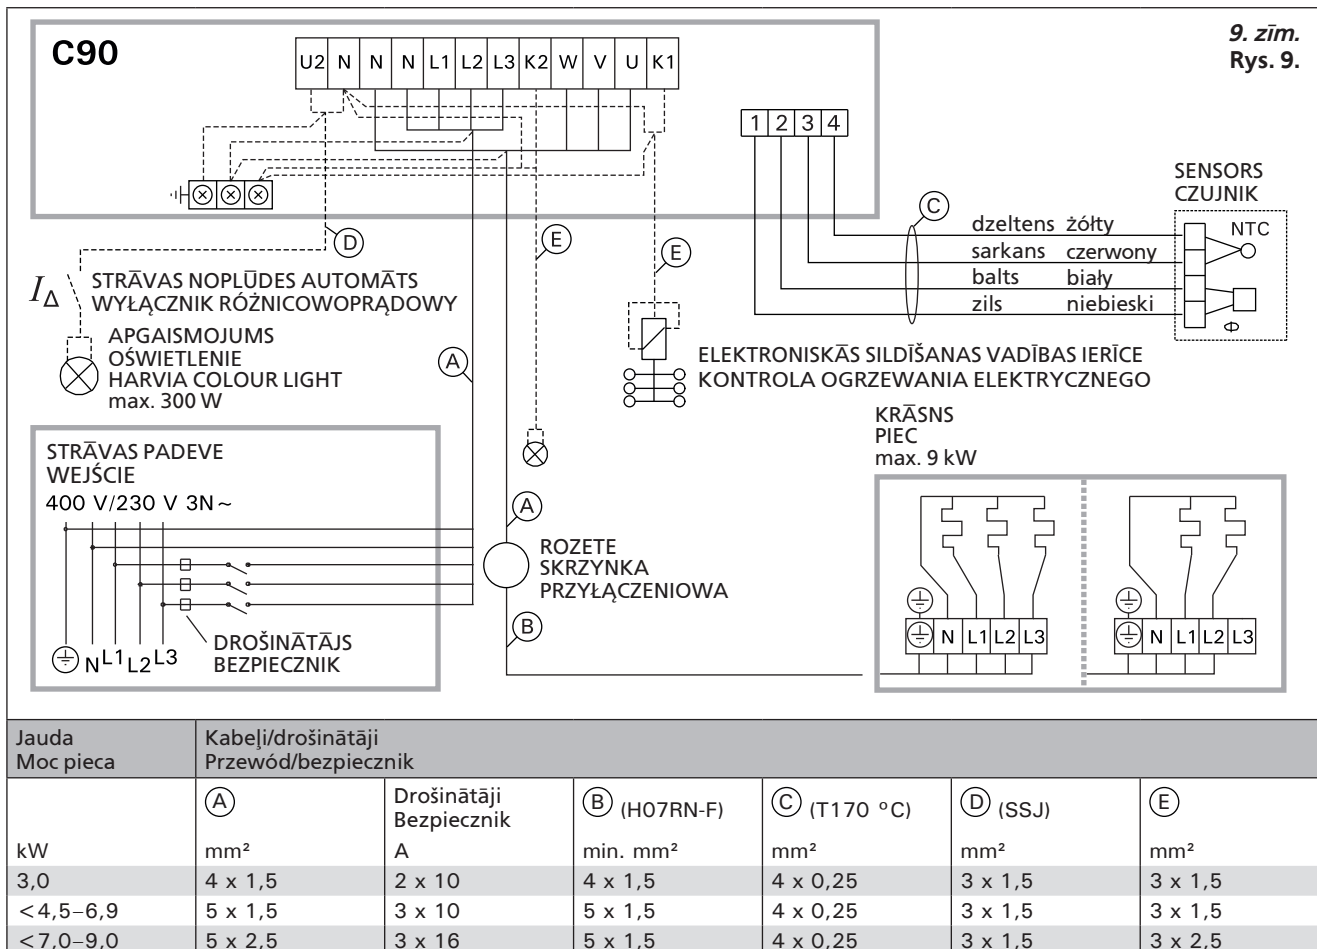 C90
9. zīm.
Rys. 9.
U2 N N N L1 L2 L3 K2 W V U K1
1 2 3 4
SENSORS
CZUJNIK
NTC
C
dzeltens żółty
sarkans czerwony
balts biały
zils niebieski
Φ
D
E
E
I∆
STRĀVAS NOPLŪDES AUTOMĀTS
WYŁĄCZNIK RÓŻNICOWOPRĄDOWY
APGAISMOJUMS
OŚWIETLENIE
HARVIA COLOUR LIGHT
max. 300 W
A
ELEKTRONISKĀS SILDĪŠANAS VADĪBAS IERĪCE
KONTROLA OGRZEWANIA ELEKTRYCZNEGO
KRĀSNS
PIEC
max. 9 kW
STRĀVAS PADEVE
WEJŚCIE
400 V/230 V 3N~
A
ROZETE
SKRZYNKA
PRZYŁĄCZENIOWA
B
DROŠINĀTĀJS
BEZPIECZNIK
N L1 L2 L3
N L1 L2 L3
N L1 L2 L3
Jauda
Moc pieca
Kabeļi/drošinātāji
Przewód/bezpiecznik
A
Drošinātāji
Bezpiecznik
B (H07RN-F)
C (T170 °C)
D (SSJ)
E
kW mm² A min. mm² mm² mm² mm²
3,0 4 x 1,5 2 x 10 4 x 1,5 4 x 0,25 3 x 1,5 3 x 1,5
<4,5–6,9 5 x 1,5 3 x 10 5 x 1,5 4 x 0,25 3 x 1,5 3 x 1,5
<7,0–9,0 5 x 2,5 3 x 16 5 x 1,5 4 x 0,25 3 x 1,5 3 x 2,5